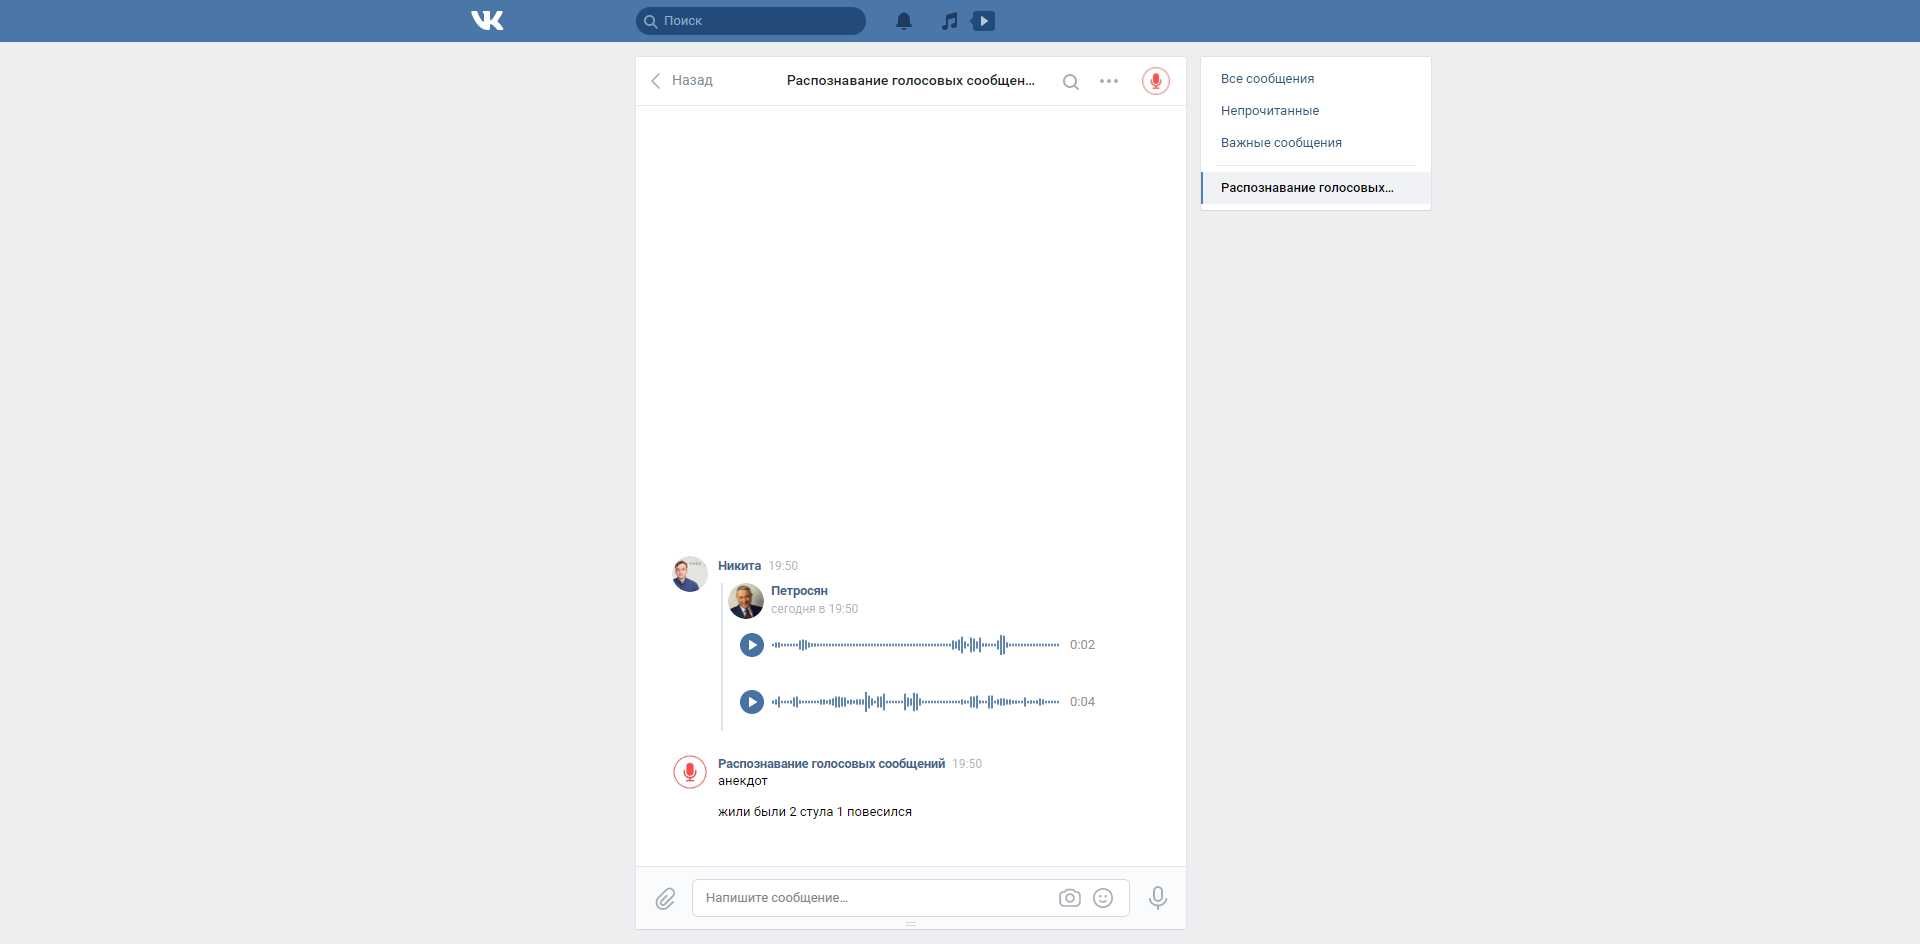 Поиск
Назад
Распознавание голосовых сообщен...
Все сообщения
Непрочитанные
Важные сообщения
Распознавание голосовых...
Никита 19:50
Петросян
сегодня в 19:50
0:02
0:04
Распознавание голосовых сообщений 19:50
анекдот
жили были 2 стула 1 повесился
Напишите сообщение...